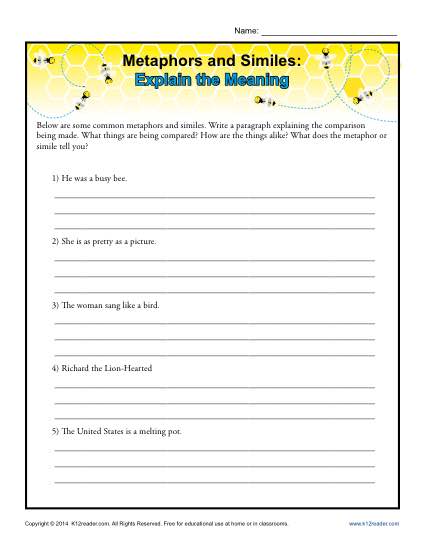 Name:
Metaphors and Similes:
Explain the Meaning
Below are some common metaphors and similes. Write a paragraph explaining the comparison
being made. What things are being compared? How are the things alike? What does the metaphor or
simile tell you?
1) He was a busy bee.
2) She is as pretty as a picture.
3) The woman sang like a bird.
4) Richard the Lion-Hearted
5) The United States is a melting pot.
Copyright © 2014 K12reader.com. All Rights Reserved. Free for educational use at home or in classrooms.
www.k12reader.com